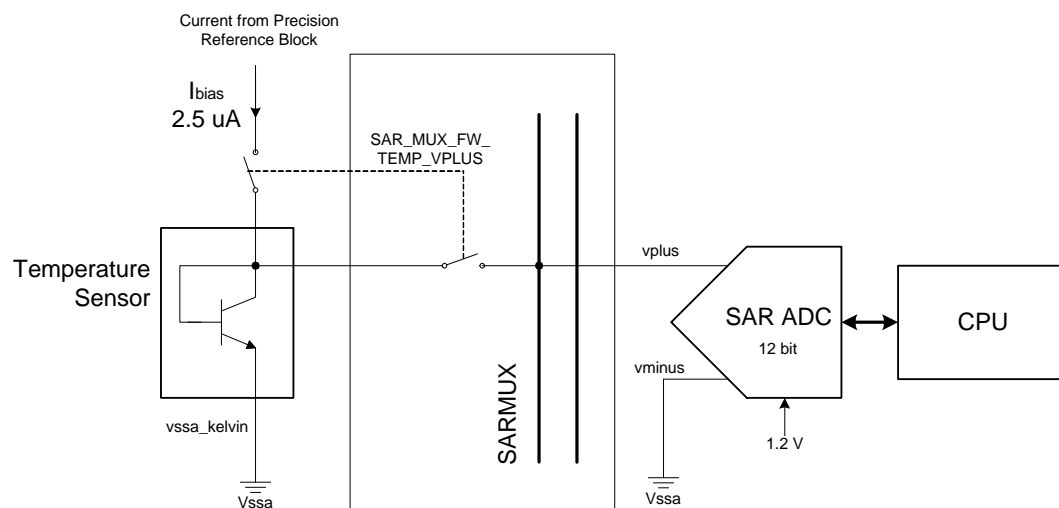 Current from Precision
Reference Block
Ibias
2.5 uA
SAR_MUX_FW_
TEMP_VPLUS
Temperature
Sensor
vplus
SAR ADC
12 bit
CPU
vminus
SARMUX
vssa_kelvin
1.2 V
Vssa
Vssa